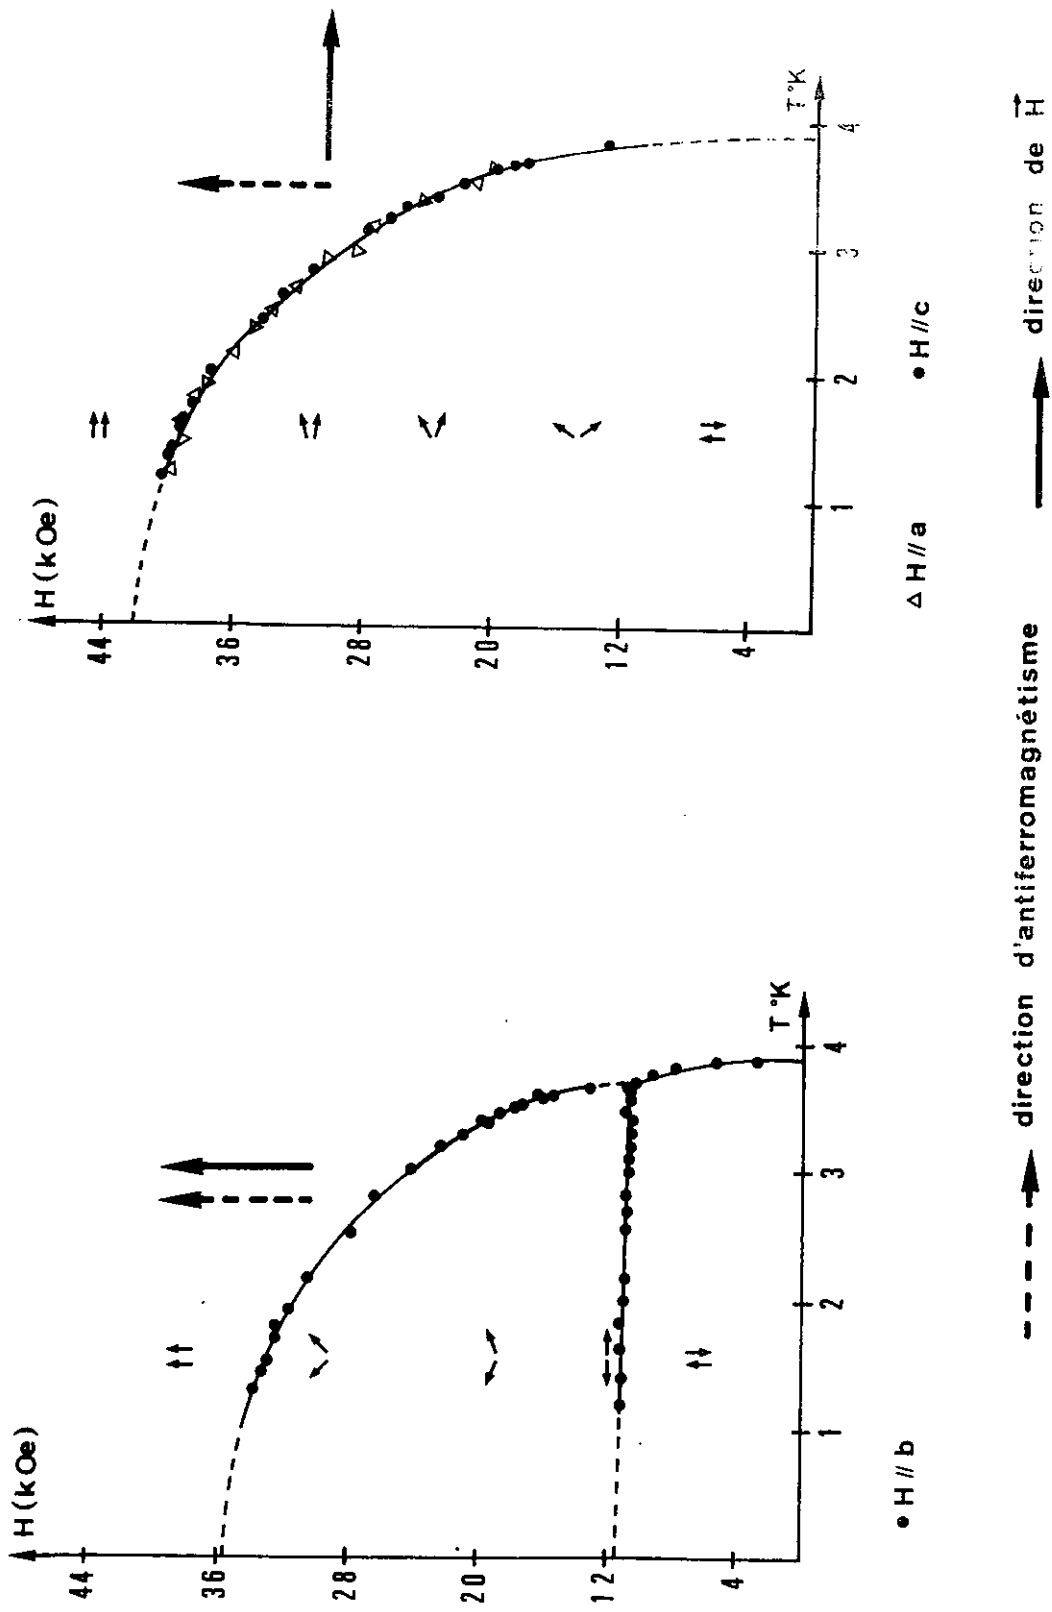 H(kOe)
44
36
28
20
12
4
1
2
3
4
T °K
● H//b
H(kOe)
44
36
28
20
12
4
1
2
3
4
T °K
△ H//a
● H//c
direction d'antiferromagnétisme
direction de H⃗